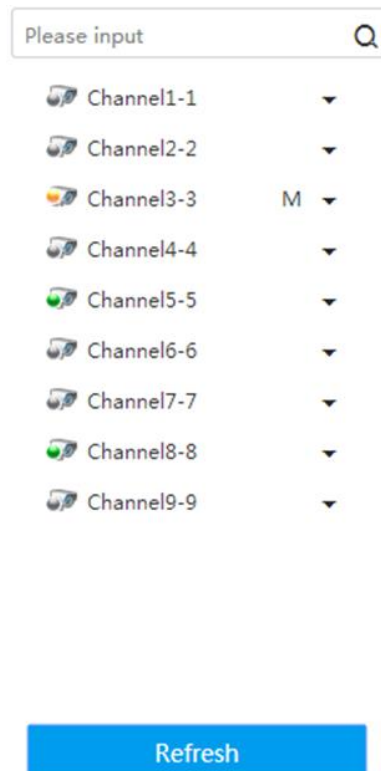 Please input
Channel1-1
Channel2-2
Channel3-3 M
Channel4-4
Channel5-5
Channel6-6
Channel7-7
Channel8-8
Channel9-9
Refresh